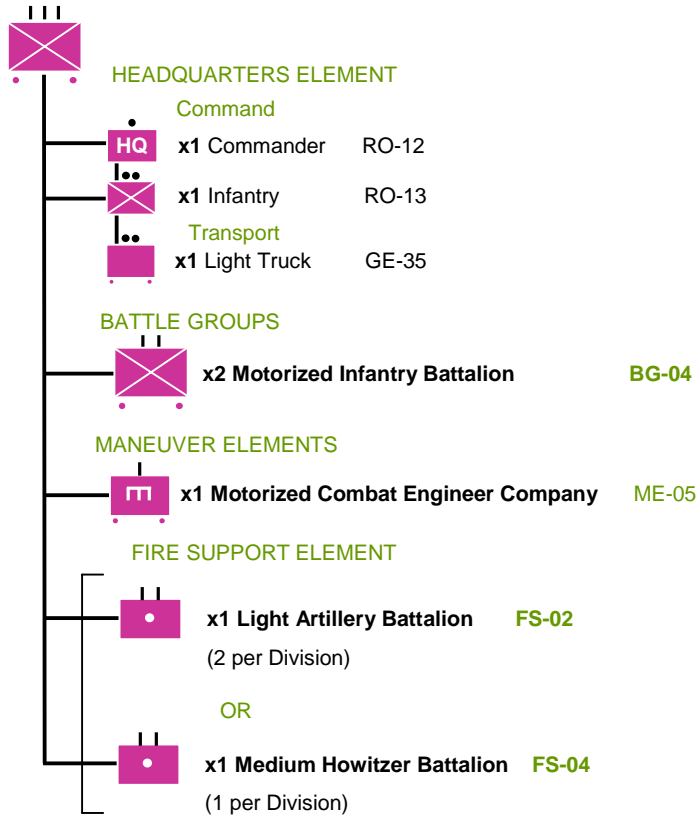 HEADQUARTERS ELEMENT
Command
HQ x1 Commander RO-12
x1 Infantry RO-13
Transport
x1 Light Truck GE-35
BATTLE GROUPS
x2 Motorized Infantry Battalion BG-04
MANEUVER ELEMENTS
x1 Motorized Combat Engineer Company ME-05
FIRE SUPPORT ELEMENT
x1 Light Artillery Battalion FS-02
(2 per Division)
OR
x1 Medium Howitzer Battalion FS-04
(1 per Division)